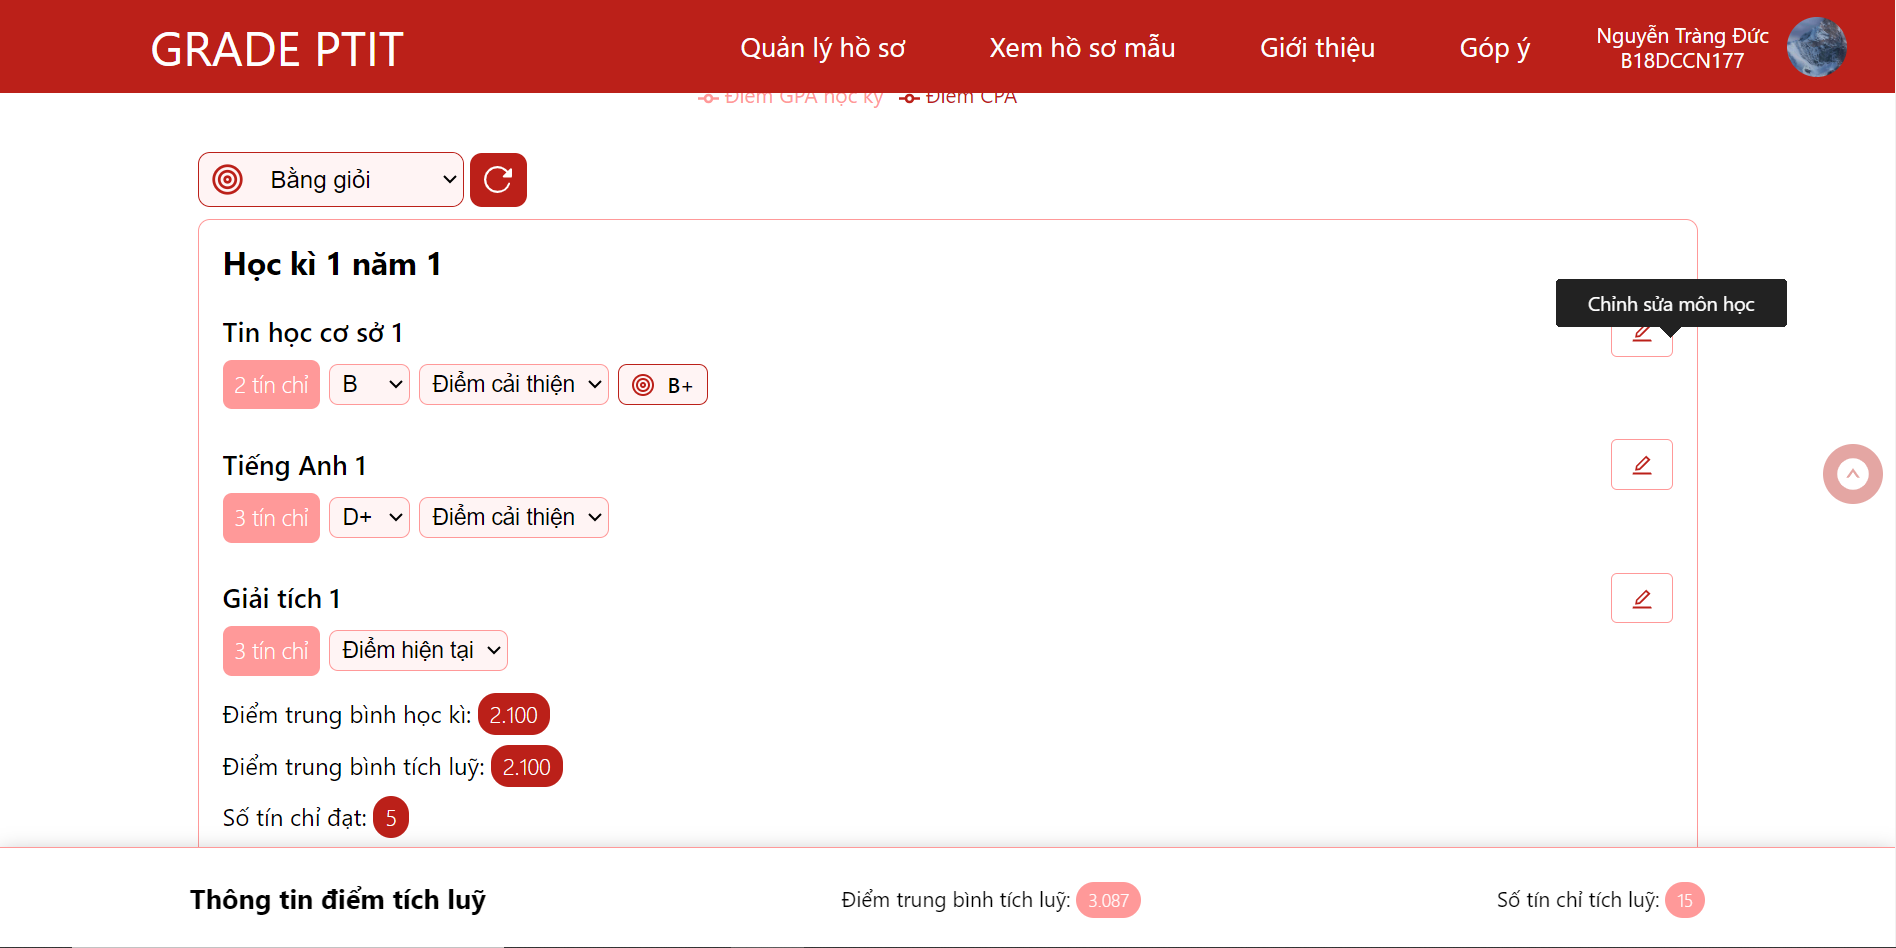 GRADE PTIT
Quản lý hồ sơ
Xem hồ sơ mẫu
Giới thiệu
Góp ý
Nguyễn Tràng Đức
B18DCCN177
Điểm GPA học kỳ
Điểm CPA
Bằng giỏi
Học kì 1 năm 1
Chỉnh sửa môn học
Tin học cơ sở 1
2 tín chỉ
B
Điểm cải thiện
B+
Tiếng Anh 1
3 tín chỉ
D+
Điểm cải thiện
Giải tích 1
3 tín chỉ
Điểm hiện tại
Điểm trung bình học kì: 2.100
Điểm trung bình tích luỹ: 2.100
Số tín chỉ đạt: 5
Thông tin điểm tích luỹ
Điểm trung bình tích luỹ: 3.087
Số tín chỉ tích luỹ: 15